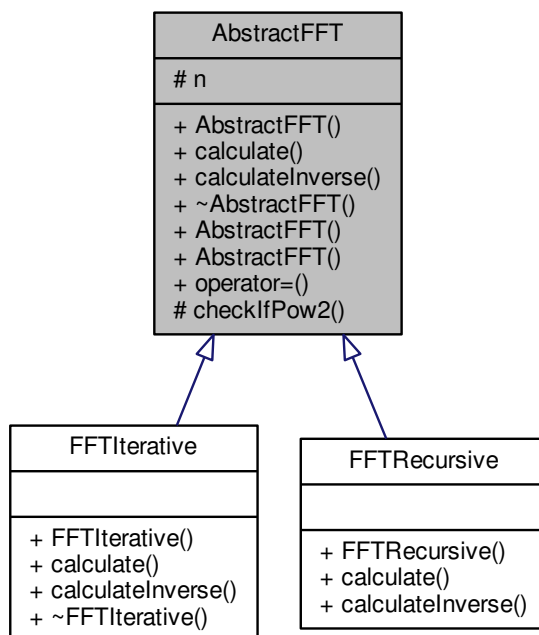 AbstractFFT
# n
+ AbstractFFT()
+ calculate()
+ calculateInverse()
+ ~AbstractFFT()
+ AbstractFFT()
+ AbstractFFT()
+ operator=()
# checkIfPow2()
FFTIterative
+ FFTIterative()
+ calculate()
+ calculateInverse()
+ ~FFTIterative()
FFTRecursive
+ FFTRecursive()
+ calculate()
+ calculateInverse()